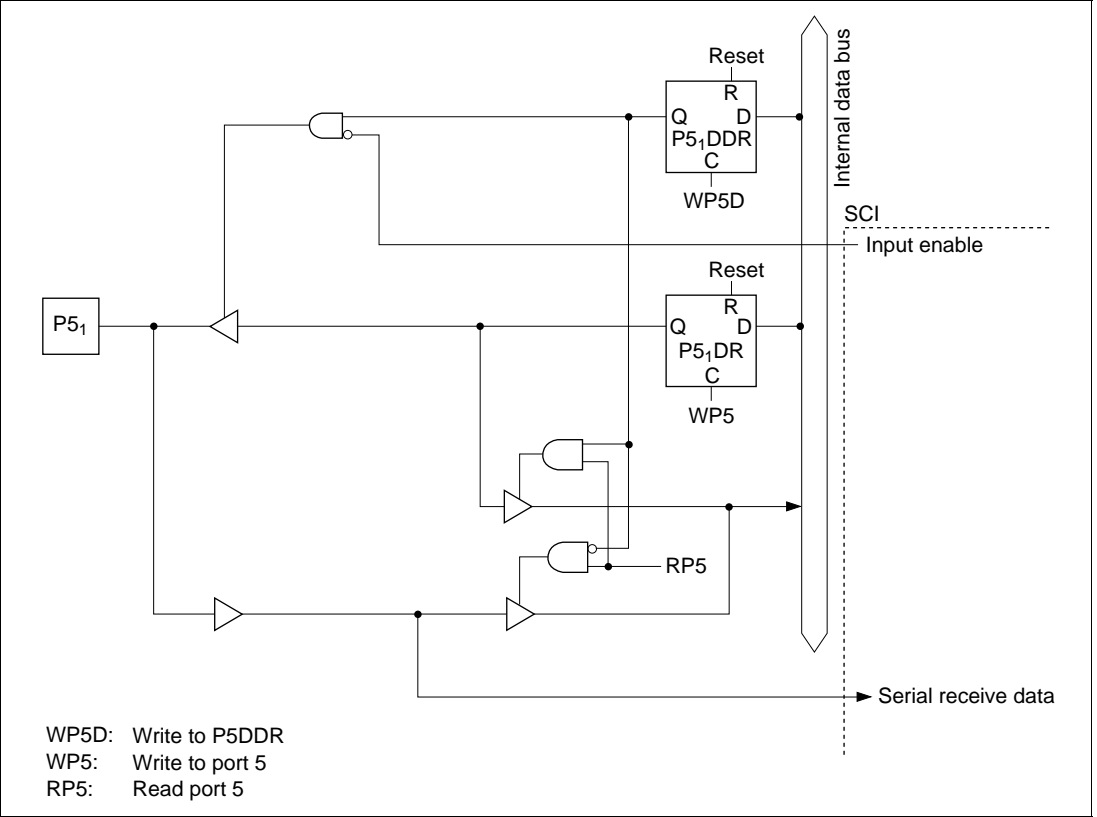 Reset
R
Q D
P5₁DDR
C
WP5D
Internal data bus
SCI
Input enable
Reset
R
Q D
P5₁DR
C
WP5
P5₁
RP5
Serial receive data
WP5D: Write to P5DDR
WP5: Write to port 5
RP5: Read port 5